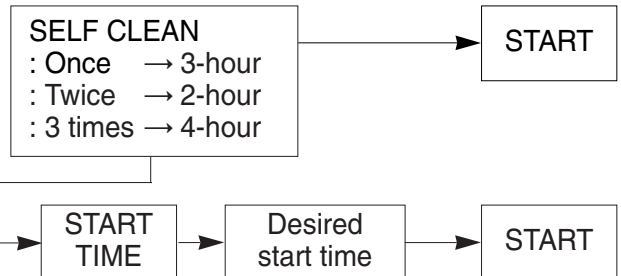 SELF CLEAN
: Once → 3-hour
: Twice → 2-hour
: 3 times → 4-hour
START
START
TIME
Desired
start time
START